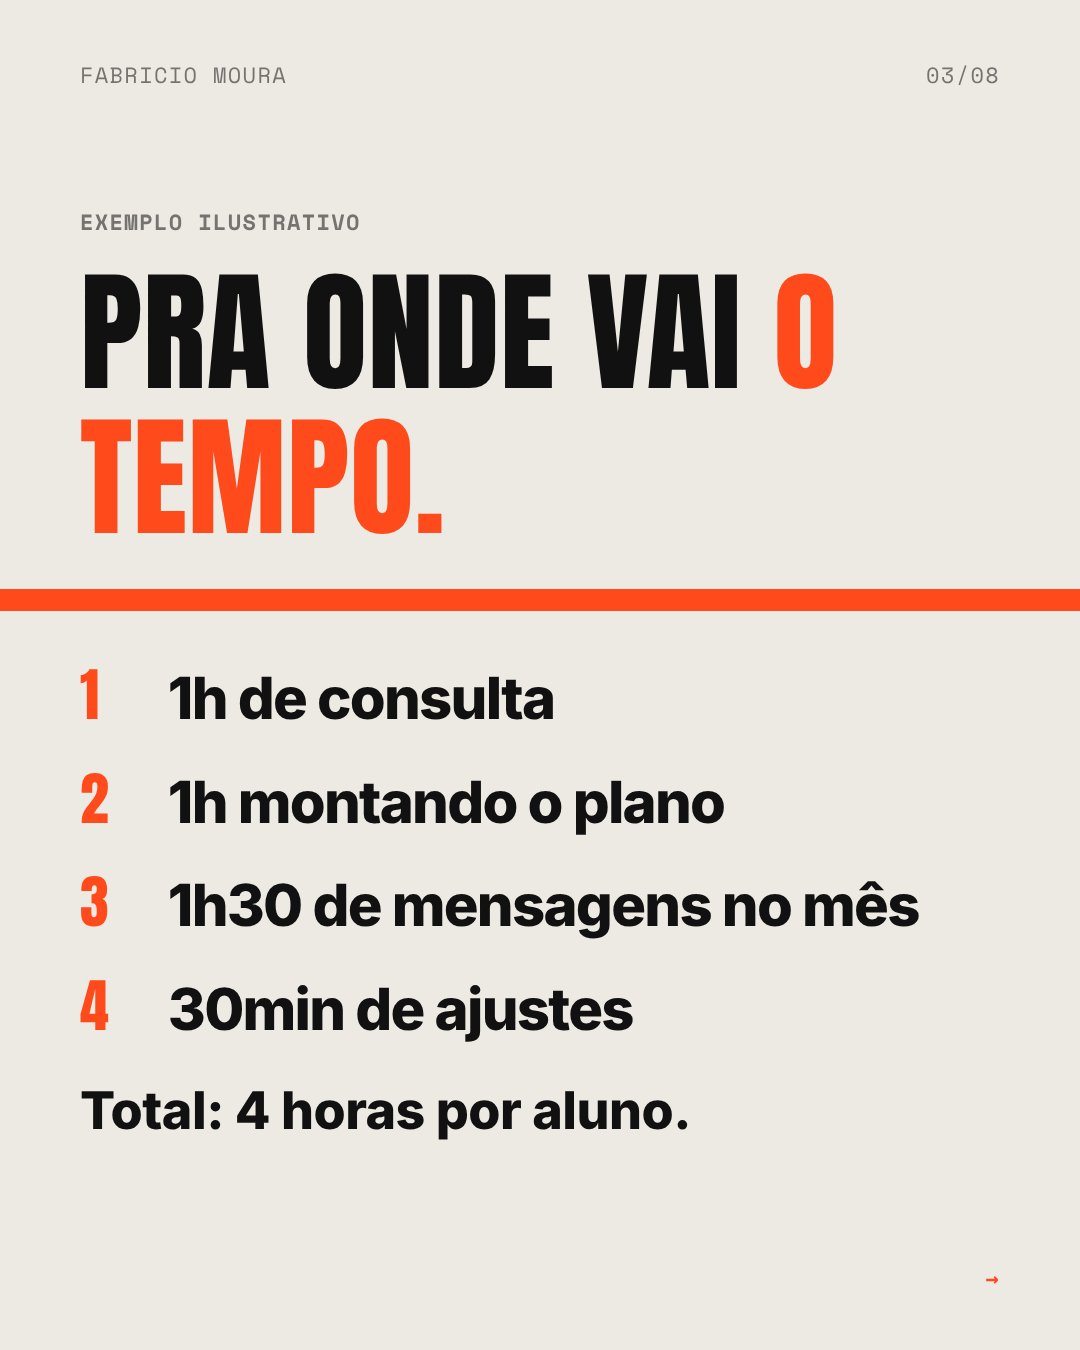 FABRICIO MOURA
03/08
EXEMPLO ILUSTRATIVO
PRA ONDE VAI O
TEMPO.
1 1h de consulta
2 1h montando o plano
3 1h30 de mensagens no mês
4 30min de ajustes
Total: 4 horas por aluno.
→